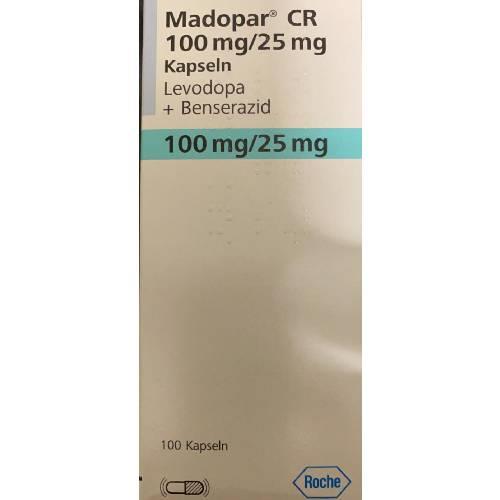 Madopar® CR
100 mg/25 mg
Kapseln
Levodopa
+ Benserazid
100 mg/25 mg
100 Kapseln
Roche